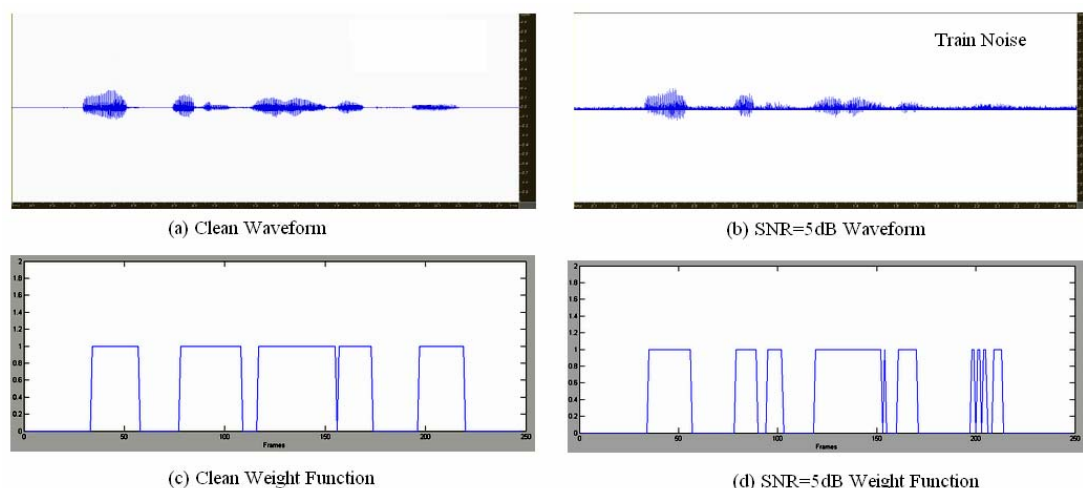 Train Noise
(a) Clean Waveform
(b) SNR=5dB Waveform
2
1.8
1.6
1.4
1.2
1
0.8
0.6
0.4
0.2
0
0 50 100 150 200 250
Frames
2
1.8
1.6
1.4
1.2
1
0.8
0.6
0.4
0.2
0
0 50 100 150 200 250
Frames
(c) Clean Weight Function
(d) SNR=5dB Weight Function